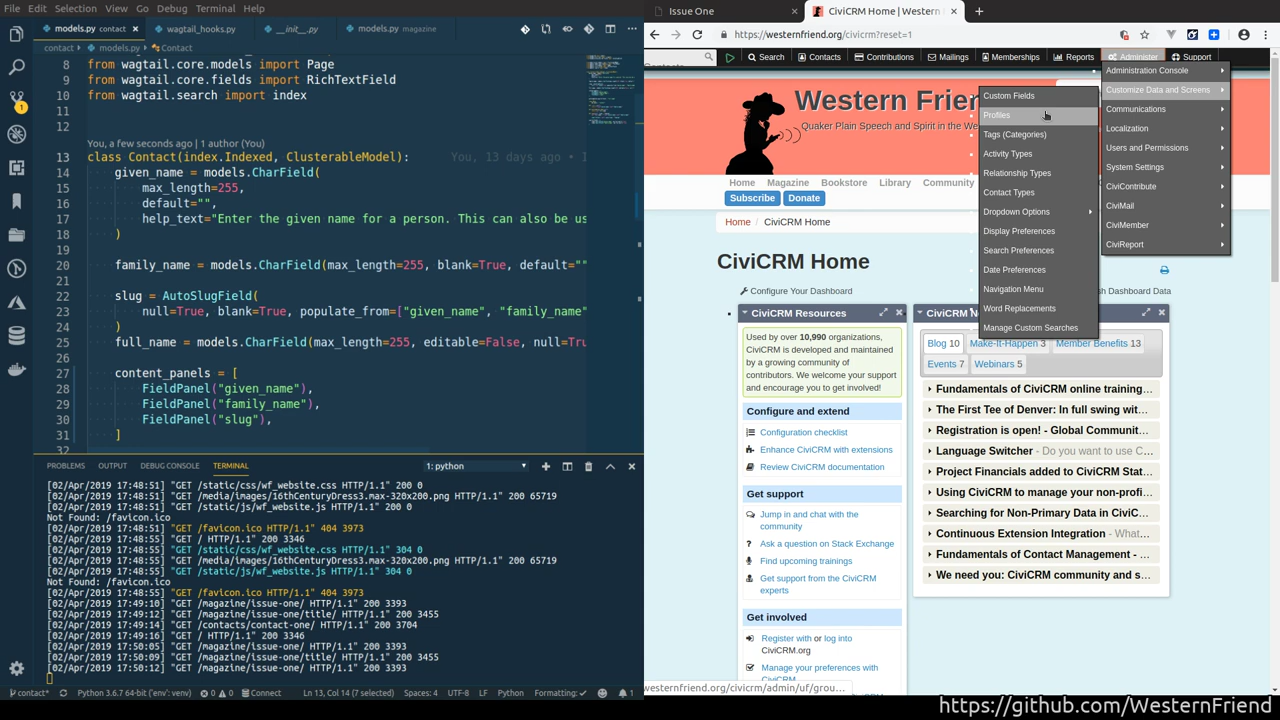 File Edit Selection View Go Debug Terminal Help
models.py contact × wagtail_hooks.py __init__.py models.py magazine
contact > models.py > Contact
8 from wagtail.core.models import Page
9 from wagtail.core.fields import RichTextField
10 from wagtail.search import index
11
12
You, a few seconds ago | 1 author (You)
13 class Contact(index.Indexed, ClusterableModel): You, 13 days ago • 1
14 given_name = models.CharField(
15 max_length=255,
16 default="",
17 help_text="Enter the given name for a person. This can also be us
18 )
19
20 family_name = models.CharField(max_length=255, blank=True, default=""
21
22 slug = AutoSlugField(
23 null=True, blank=True, populate_from=["given_name", "family_name"
24 )
25 full_name = models.CharField(max_length=255, editable=False, null=Tru
26
27 content_panels = [
28 FieldPanel("given_name"),
29 FieldPanel("family_name"),
30 FieldPanel("slug"),
31 ]
32
PROBLEMS OUTPUT DEBUG CONSOLE TERMINAL 1: python
[02/Apr/2019 17:48:51] "GET /static/css/wf_website.css HTTP/1.1" 200 0
[02/Apr/2019 17:48:51] "GET /media/images/16thCenturyDress3.max-320x200.png HTTP/1.1" 200 65719
[02/Apr/2019 17:48:51] "GET /static/js/wf_website.js HTTP/1.1" 200 0
Not Found: /favicon.ico
[02/Apr/2019 17:48:51] "GET /favicon.ico HTTP/1.1" 404 3973
[02/Apr/2019 17:48:55] "GET / HTTP/1.1" 200 3346
[02/Apr/2019 17:48:55] "GET /static/css/wf_website.css HTTP/1.1" 304 0
[02/Apr/2019 17:48:55] "GET /media/images/16thCenturyDress3.max-320x200.png HTTP/1.1" 200 65719
[02/Apr/2019 17:48:55] "GET /static/js/wf_website.js HTTP/1.1" 304 0
Not Found: /favicon.ico
[02/Apr/2019 17:48:55] "GET /favicon.ico HTTP/1.1" 404 3973
[02/Apr/2019 17:49:10] "GET /magazine/issue-one/ HTTP/1.1" 200 3393
[02/Apr/2019 17:49:12] "GET /magazine/issue-one/title/ HTTP/1.1" 200 3455
[02/Apr/2019 17:49:14] "GET /contacts/contact-one/ HTTP/1.1" 200 3704
[02/Apr/2019 17:49:16] "GET / HTTP/1.1" 200 3346
[02/Apr/2019 17:50:05] "GET /magazine/issue-one/ HTTP/1.1" 200 3393
[02/Apr/2019 17:50:09] "GET /magazine/issue-one/title/ HTTP/1.1" 200 3455
[02/Apr/2019 17:50:12] "GET /magazine/issue-one/ HTTP/1.1" 200 3393
contact* Python 3.6.7 64-bit ('env': venv) 0 0 Connect Ln 13, Col 14 (7 selected) Spaces: 4 UTF-8 LF Python Formatting: ✓ 1
Issue One × CiviCRM Home | Western × +
https://westernfriend.org/civicrm?reset=1
Search Contacts Contributions Mailings Memberships Reports Administer Support
Administration Console
Customize Data and Screens
Communications
Localization
Users and Permissions
System Settings
CiviContribute
CiviMail
CiviMember
CiviReport
Custom Fields
Profiles
Tags (Categories)
Activity Types
Relationship Types
Contact Types
Dropdown Options
Display Preferences
Search Preferences
Date Preferences
Navigation Menu
Word Replacements
Manage Custom Searches
Western Frien
Quaker Plain Speech and Spirit in the We
Home Magazine Bookstore Library Community
Subscribe Donate
Home / CiviCRM Home
CiviCRM Home
Configure Your Dashboard sh Dashboard Data
CiviCRM Resources
Used by over 10,990 organizations,
CiviCRM is developed and maintained
by a growing community of
contributors. We welcome your support
and encourage you to get involved!
Configure and extend
Configuration checklist
Enhance CiviCRM with extensions
Review CiviCRM documentation
Get support
Jump in and chat with the
community
Ask a question on Stack Exchange
Find upcoming trainings
Get support from the CiviCRM
experts
Get involved
Register with or log into
CiviCRM.org
Manage your preferences with
CiviCRM
CiviCRM N
Blog 10 Make-It-Happen 3 Member Benefits 13
Events 7 Webinars 5
Fundamentals of CiviCRM online training...
The First Tee of Denver: In full swing wit...
Registration is open! - Global Communit...
Language Switcher - Do you want to use C...
Project Financials added to CiviCRM Stat...
Using CiviCRM to manage your non-profi...
Searching for Non-Primary Data in CiviC...
Continuous Extension Integration - What...
Fundamentals of Contact Management - ...
We need you: CiviCRM community and s...
westernfriend.org/civicrm/admin/uf/grou...
https://github.com/WesternFriend